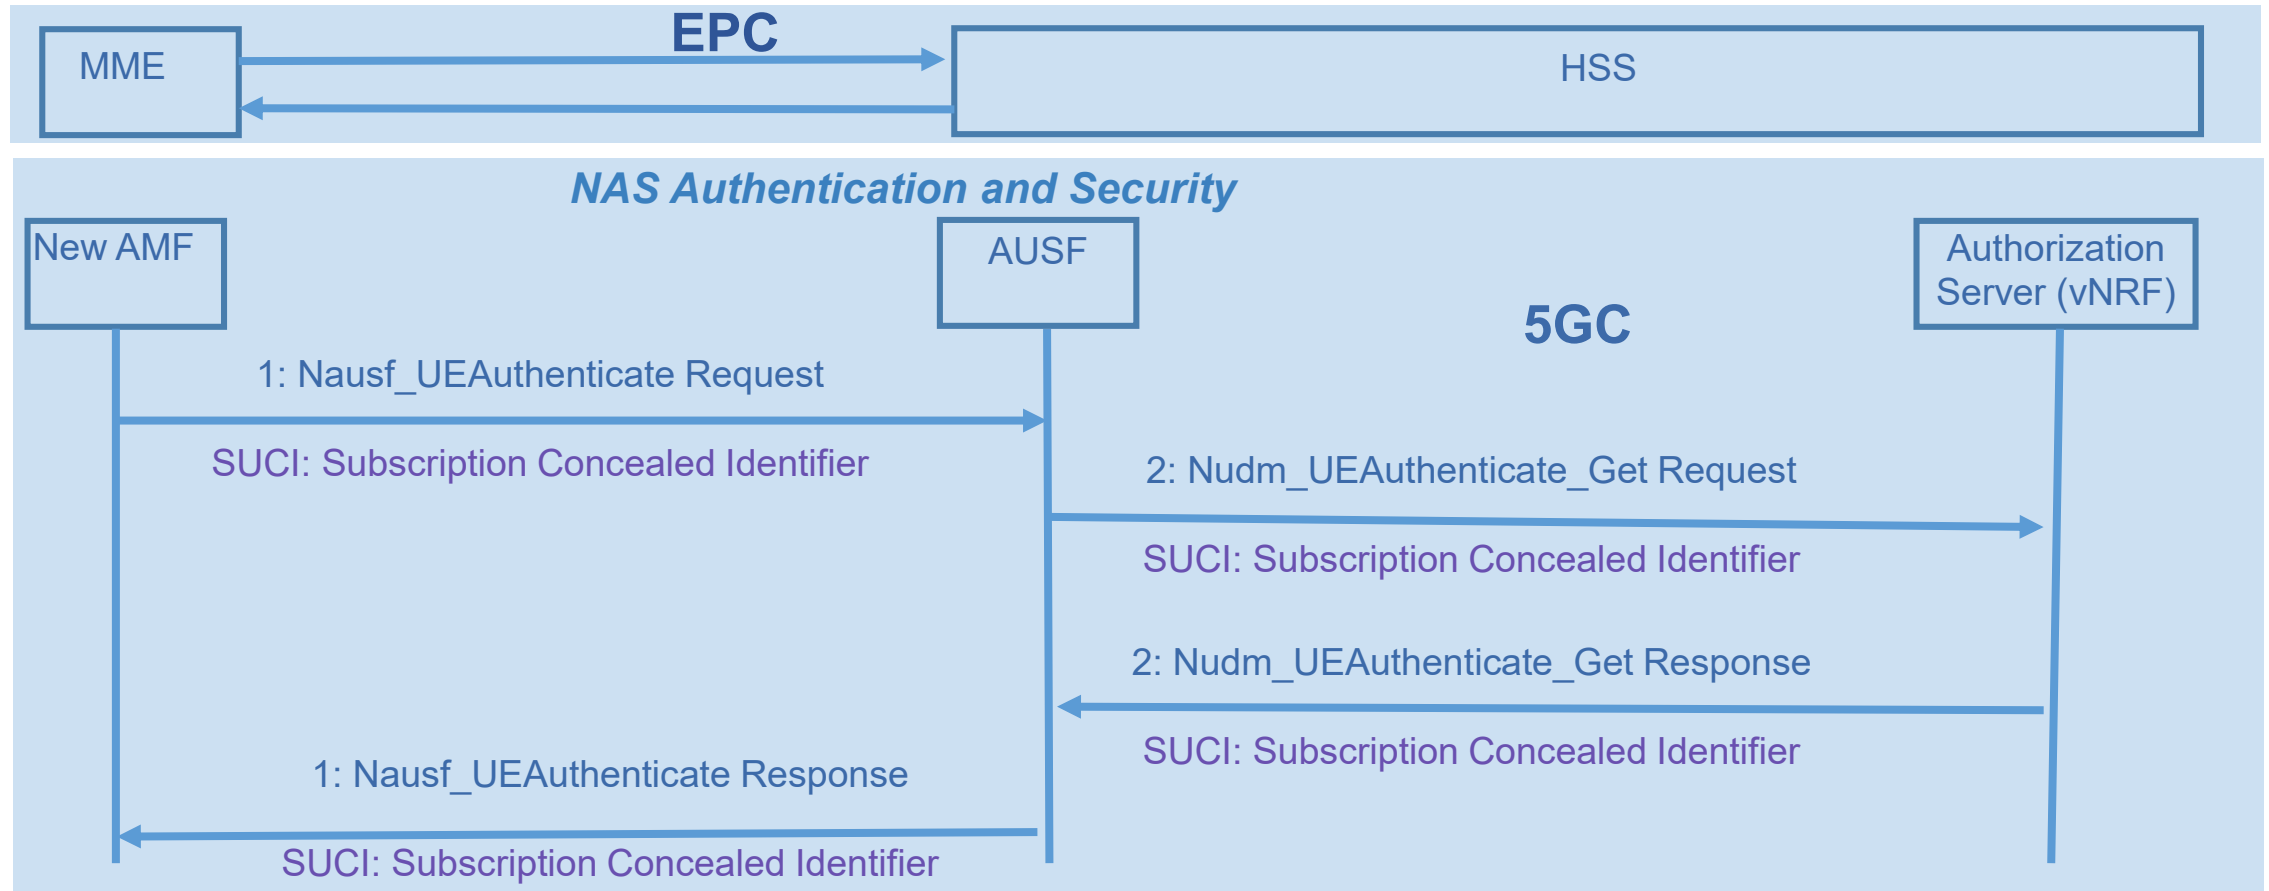 EPC
MME
HSS
NAS Authentication and Security
New AMF
AUSF
Authorization
Server (vNRF)
5GC
1: Nausf_UEAuthenticate Request
SUCI: Subscription Concealed Identifier
2: Nudm_UEAuthenticate_Get Request
SUCI: Subscription Concealed Identifier
2: Nudm_UEAuthenticate_Get Response
SUCI: Subscription Concealed Identifier
1: Nausf_UEAuthenticate Response
SUCI: Subscription Concealed Identifier